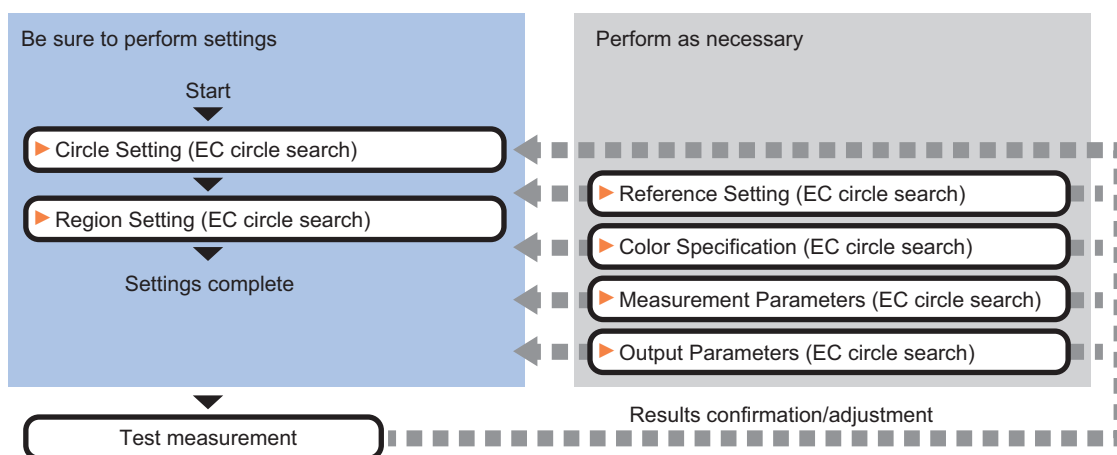 Be sure to perform settings
Start
Circle Setting (EC circle search)
Region Setting (EC circle search)
Settings complete
Perform as necessary
Reference Setting (EC circle search)
Color Specification (EC circle search)
Measurement Parameters (EC circle search)
Output Parameters (EC circle search)
Test measurement
Results confirmation/adjustment